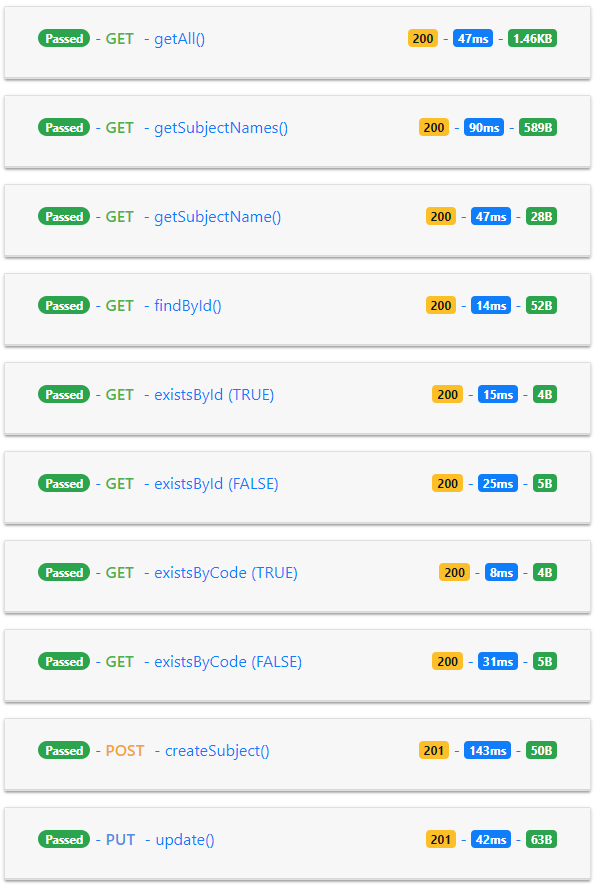 Passed - GET - getAll() 200 - 47ms - 1.46KB
Passed - GET - getSubjectNames() 200 - 90ms - 589B
Passed - GET - getSubjectName() 200 - 47ms - 28B
Passed - GET - findById() 200 - 14ms - 52B
Passed - GET - existsById (TRUE) 200 - 15ms - 4B
Passed - GET - existsById (FALSE) 200 - 25ms - 5B
Passed - GET - existsByCode (TRUE) 200 - 8ms - 4B
Passed - GET - existsByCode (FALSE) 200 - 31ms - 5B
Passed - POST - createSubject() 201 - 143ms - 50B
Passed - PUT - update() 201 - 42ms - 63B